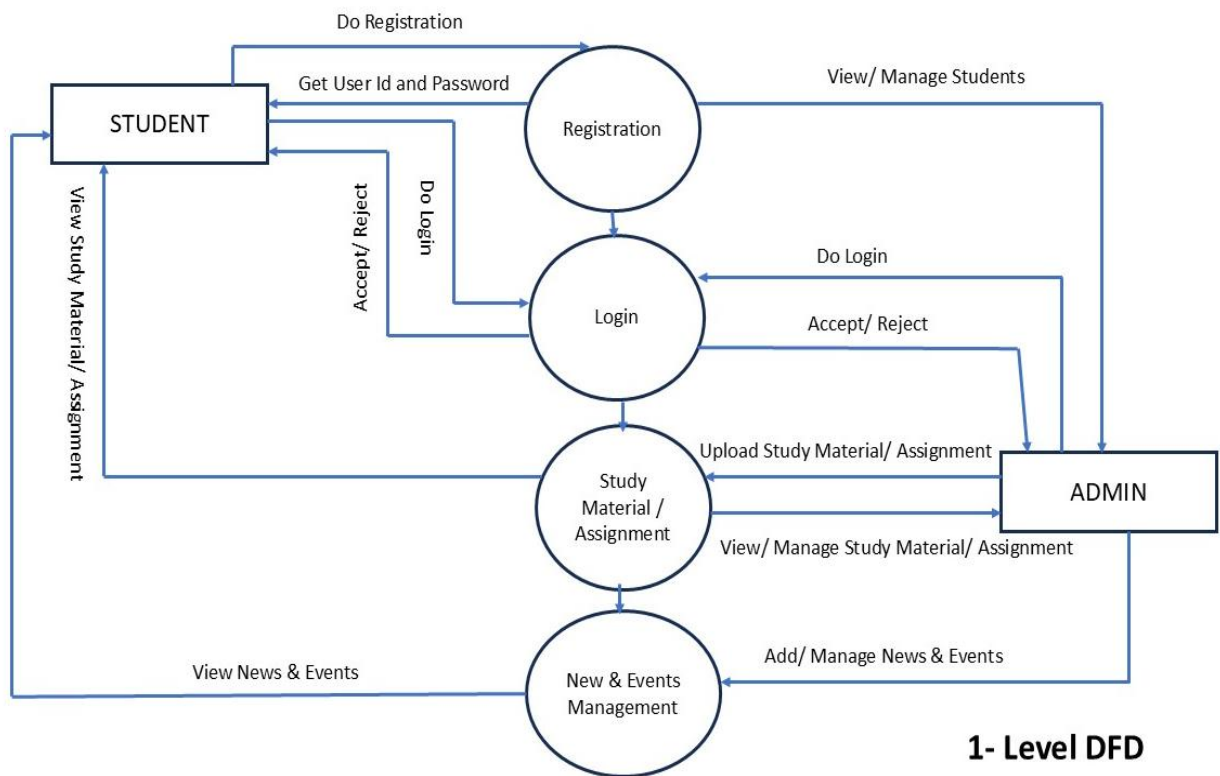 Do Registration
Get User Id and Password
View/ Manage Students
STUDENT
Registration
View Study Material/ Assignment
Accept/ Reject
Do Login
Do Login
Login
Accept/ Reject
Upload Study Material/ Assignment
Study
Material /
Assignment
ADMIN
View/ Manage Study Material/ Assignment
View News & Events
Add/ Manage News & Events
New & Events
Management
1- Level DFD